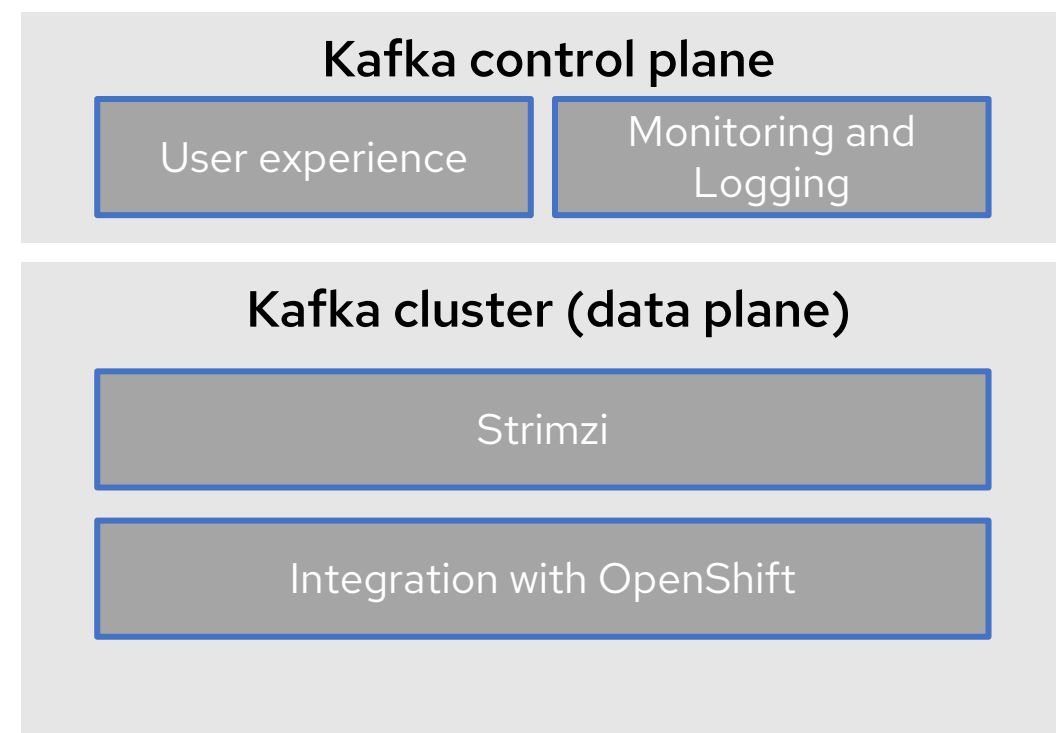 Kafka control plane
User experience
Monitoring and
Logging
Kafka cluster (data plane)
Strimzi
Integration with OpenShift